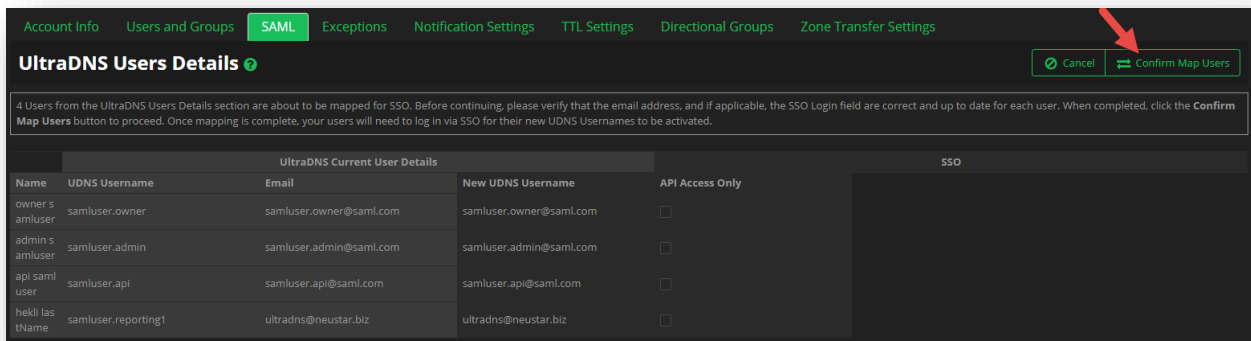 Account Info Users and Groups SAML Exceptions Notification Settings TTL Settings Directional Groups Zone Transfer Settings
UltraDNS Users Details ?
Cancel Confirm Map Users
4 Users from the UltraDNS Users Details section are about to be mapped for SSO. Before continuing, please verify that the email address, and if applicable, the SSO Login field are correct and up to date for each user. When completed, click the Confirm
Map Users button to proceed. Once mapping is complete, your users will need to log in via SSO for their new UDNS Usernames to be activated.
UltraDNS Current User Details SSO
Name UDNS Username Email New UDNS Username API Access Only
owner s
amluser samluser.owner samluser.owner@saml.com samluser.owner@saml.com
admin s
amluser samluser.admin samluser.admin@saml.com samluser.admin@saml.com
api saml
user samluser.api samluser.api@saml.com samluser.api@saml.com
hekli las
tName samluser.reporting1 ultradns@neustar.biz ultradns@neustar.biz